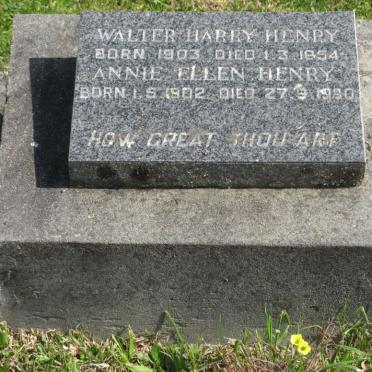 WALTER HARRY HENRY
BORN 1903 DIED 1.3.1954
ANNIE ELLEN HENRY
BORN 1.5.1902 DIED 27.9.1980
HOW GREAT THOU ART